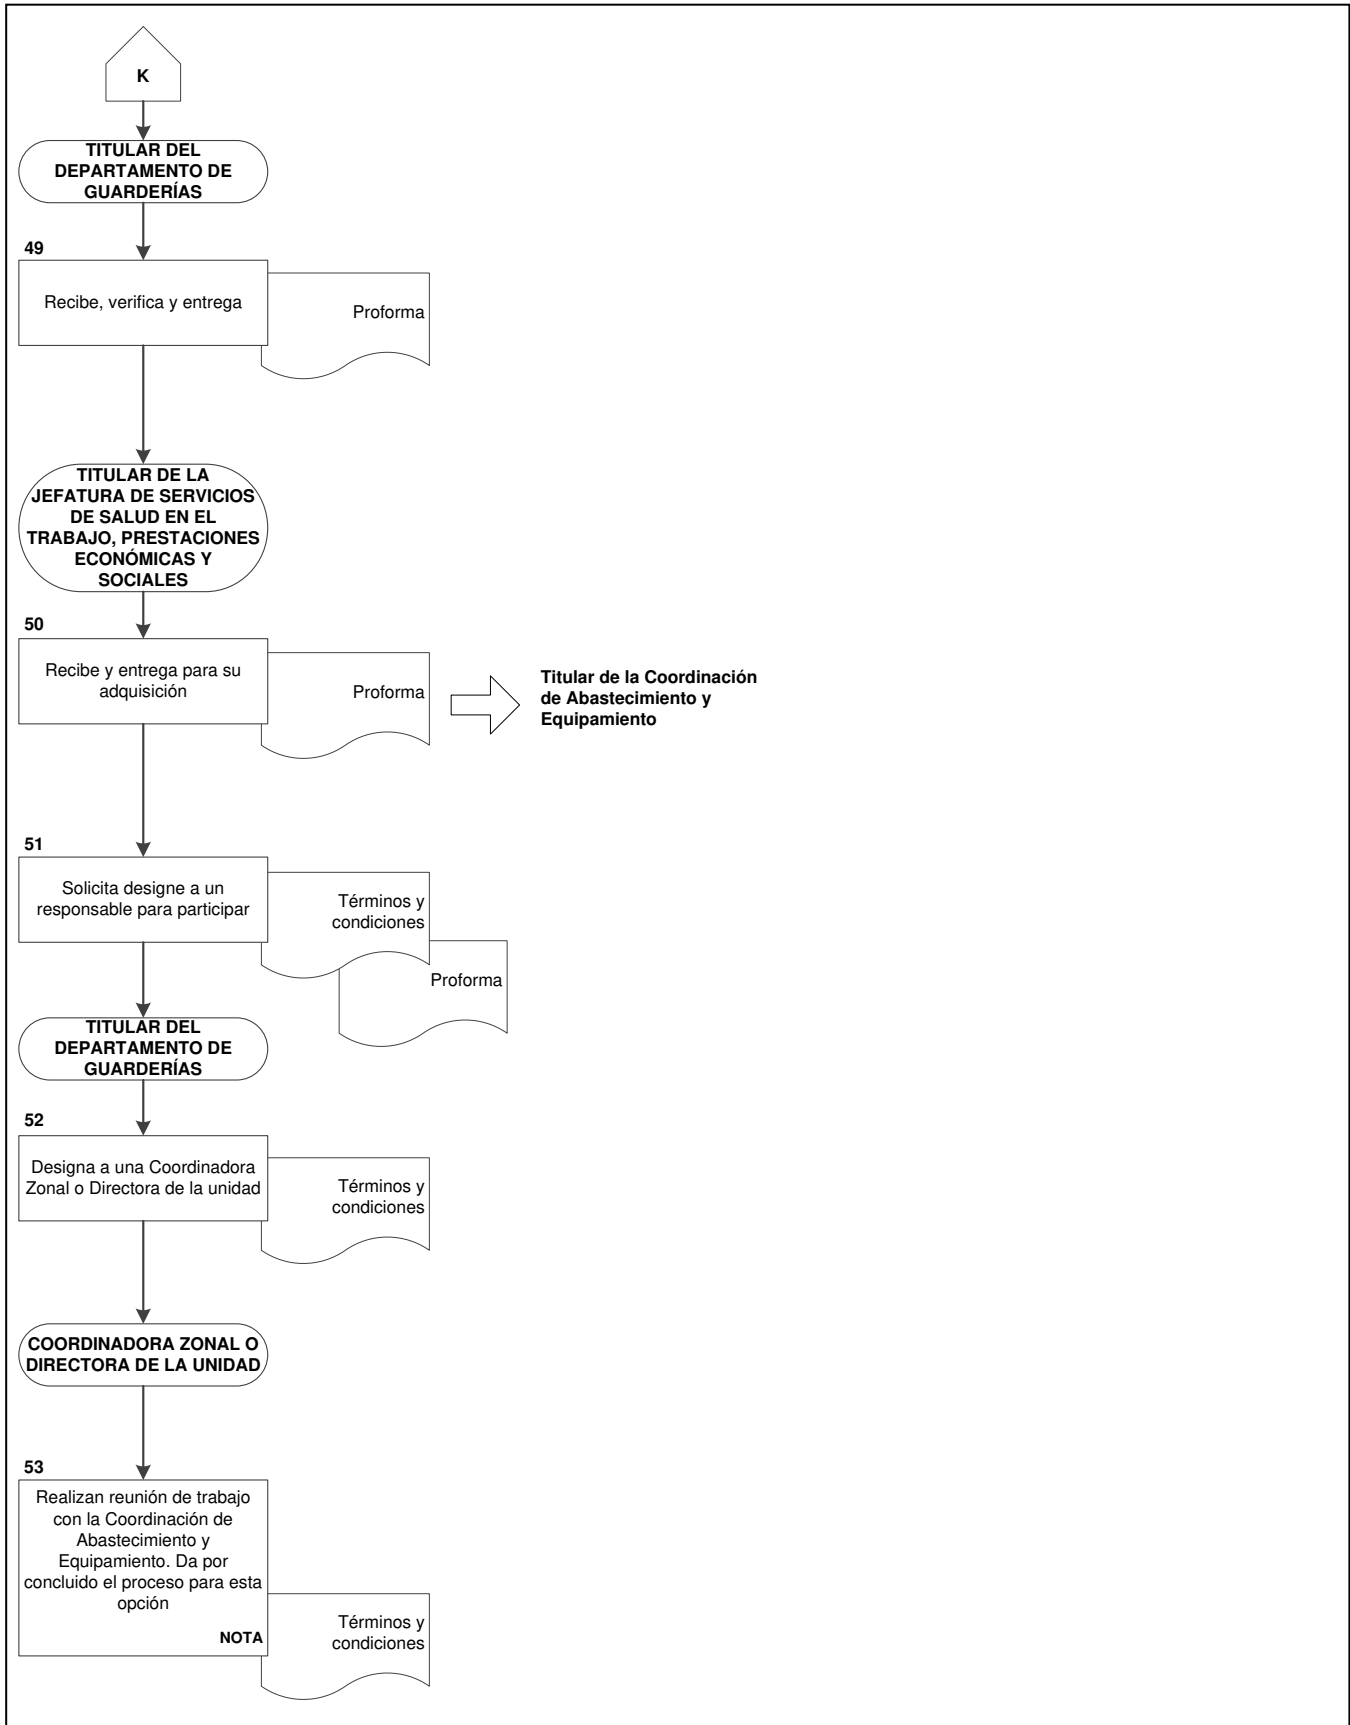 K
TITULAR DEL
DEPARTAMENTO DE
GUARDERÍAS
49
Recibe, verifica y entrega
Proforma
TITULAR DE LA
JEFATURA DE SERVICIOS
DE SALUD EN EL
TRABAJO, PRESTACIONES
ECONÓMICAS Y
SOCIALES
50
Recibe y entrega para su
adquisición
Proforma
Titular de la Coordinación
de Abastecimiento y
Equipamiento
51
Solicita designe a un
responsable para participar
Términos y
condiciones
Proforma
TITULAR DEL
DEPARTAMENTO DE
GUARDERÍAS
52
Designa a una Coordinadora
Zonal o Directora de la unidad
Términos y
condiciones
COORDINADORA ZONAL O
DIRECTORA DE LA UNIDAD
53
Realizan reunión de trabajo
con la Coordinación de
Abastecimiento y
Equipamiento. Da por
concluido el proceso para esta
opción
NOTA
Términos y
condiciones